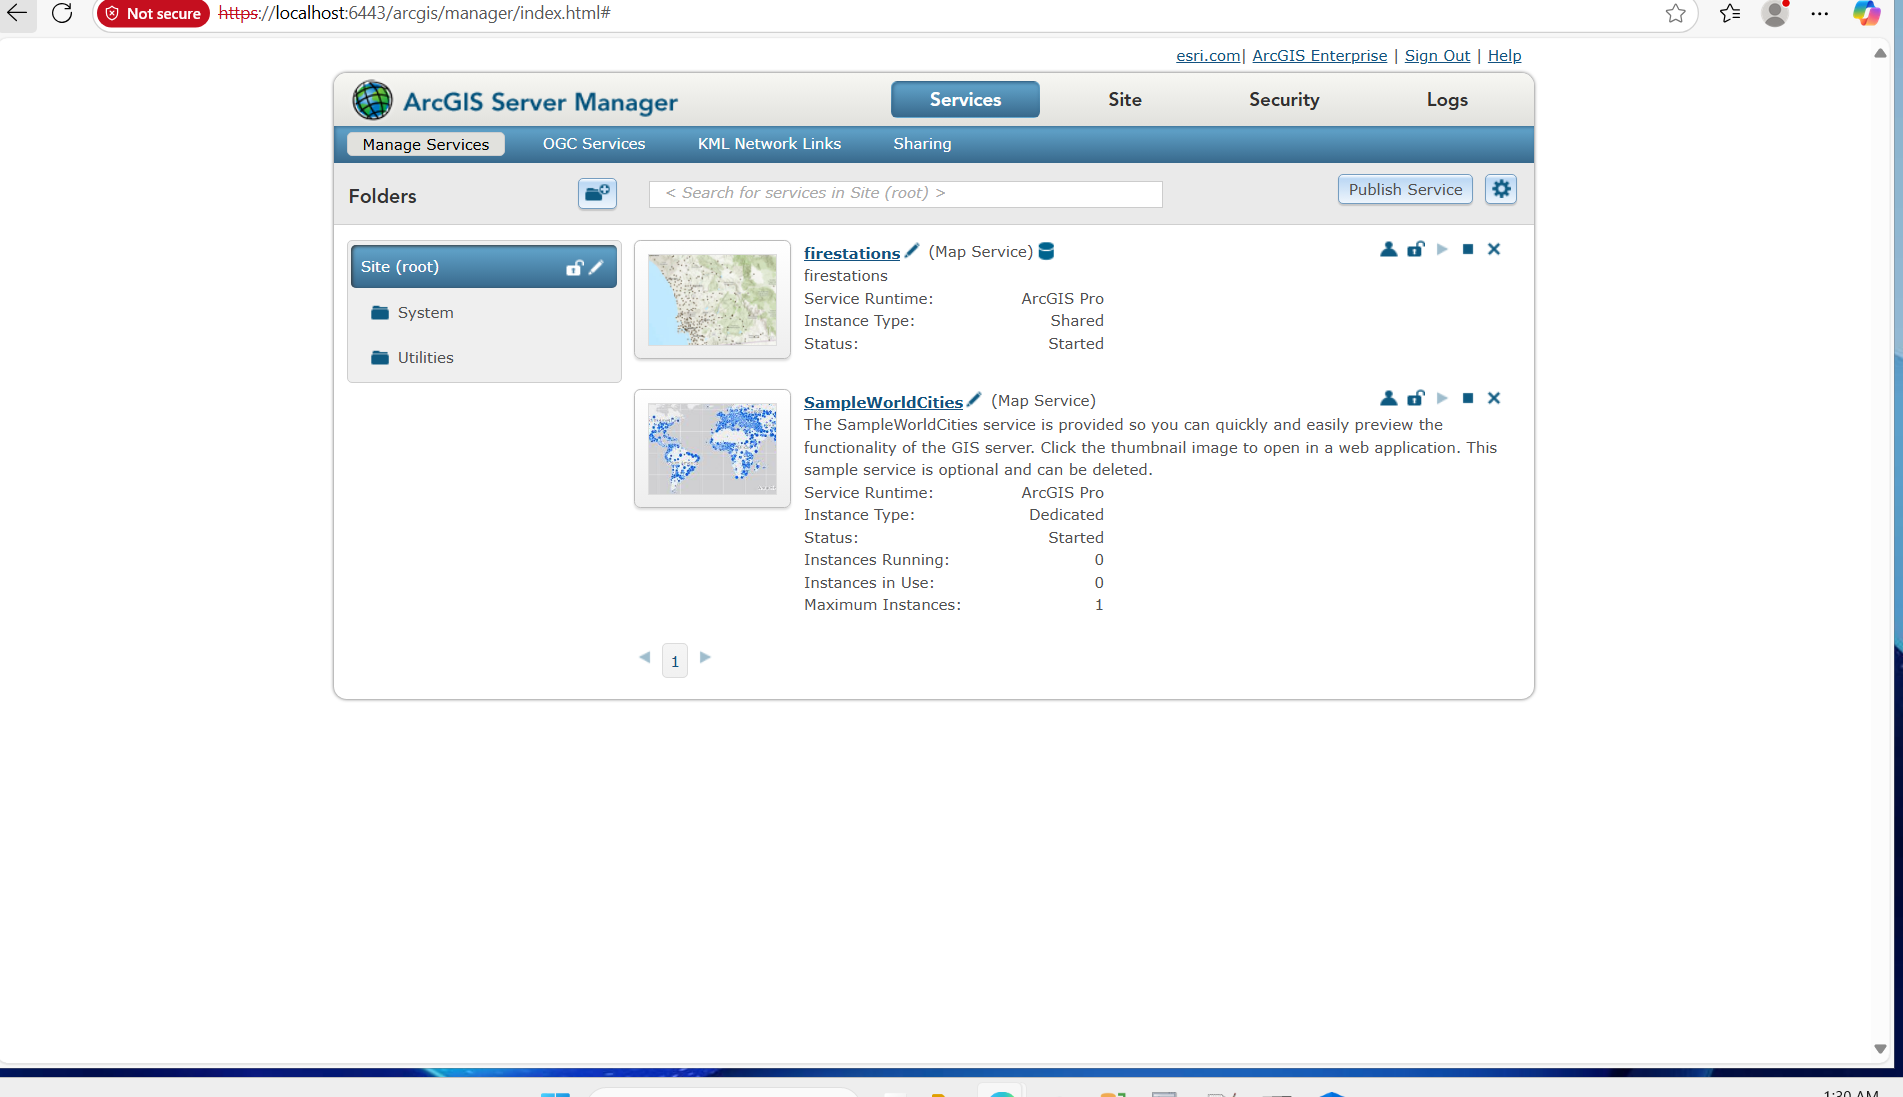 Not secure https://localhost:6443/arcgis/manager/index.html#
esri.com| ArcGIS Enterprise | Sign Out | Help
ArcGIS Server Manager Services Site Security Logs
Manage Services OGC Services KML Network Links Sharing
Folders < Search for services in Site (root) > Publish Service
Site (root)
System
Utilities
firestations (Map Service)
firestations
Service Runtime: ArcGIS Pro
Instance Type: Shared
Status: Started
SampleWorldCities (Map Service)
The SampleWorldCities service is provided so you can quickly and easily preview the
functionality of the GIS server. Click the thumbnail image to open in a web application. This
sample service is optional and can be deleted.
Service Runtime: ArcGIS Pro
Instance Type: Dedicated
Status: Started
Instances Running: 0
Instances in Use: 0
Maximum Instances: 1
1
1:30 AM